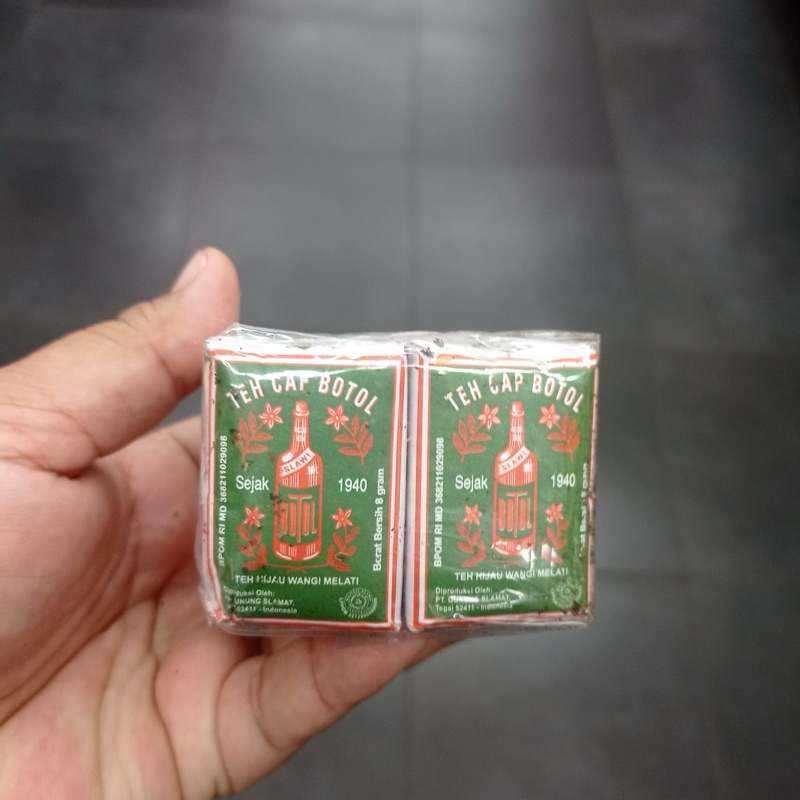 TEH CAP BOTOL
SLAWI
Sejak 1940
BOTOL
BPOM RI MD 368211029098
Berat Bersih 8 gram
TEH HIJAU WANGI MELATI
Diproduksi Oleh:
GUNUNG SLAMAT,
52411 - Indonesia
TEH CAP BOTOL
SLAWI
Sejak 1940
BOTOL
BPOM RI MD 368211029098
TEH HIJAU WANGI MELATI
Diproduksi Oleh:
PT. GUNUNG SLAMAT,
Tegal 52411 - Indonesia